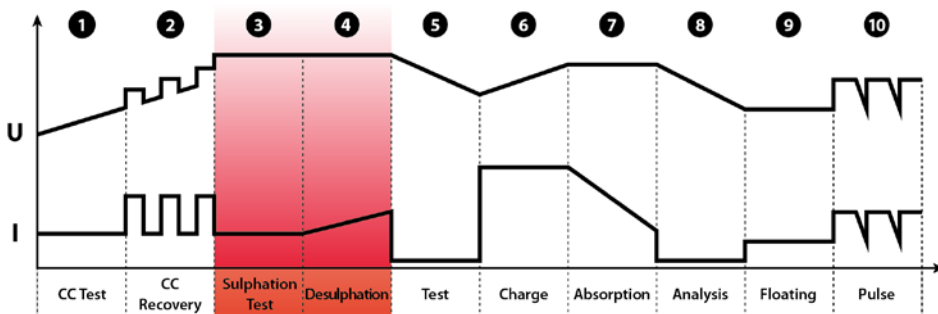 1 2 3 4 5 6 7 8 9 10
U
I
CC Test
CC
Recovery
Sulphation
Test
Desulphation
Test
Charge
Absorption
Analysis
Floating
Pulse